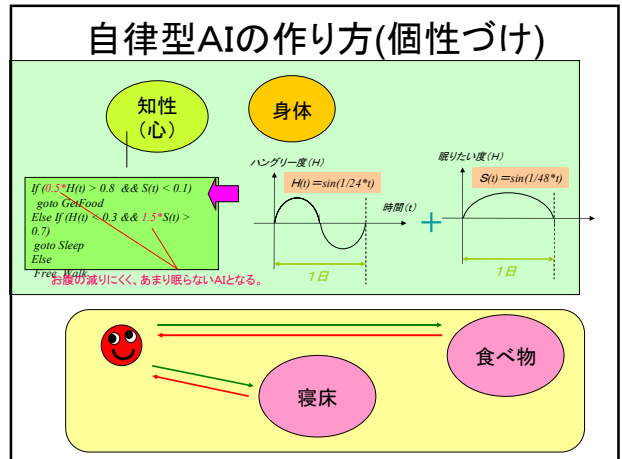 自律型AIの作り方(個性づけ)
知性
(心)
身体
If (0.5*H(t) > 0.8 && S(t) < 0.1)
goto GetFood
Else If (H(t) < 0.3 && 1.5*S(t) >
0.7)
goto Sleep
Else
Free_Walk
お腹の減りにくく、あまり眠らないAIとなる。
ハングリー度(H)
H(t)=sin(1/24*t)
時間(t)
1日
+
眠りたい度(H)
S(t)=sin(1/48*t)
1日
食べ物
寝床